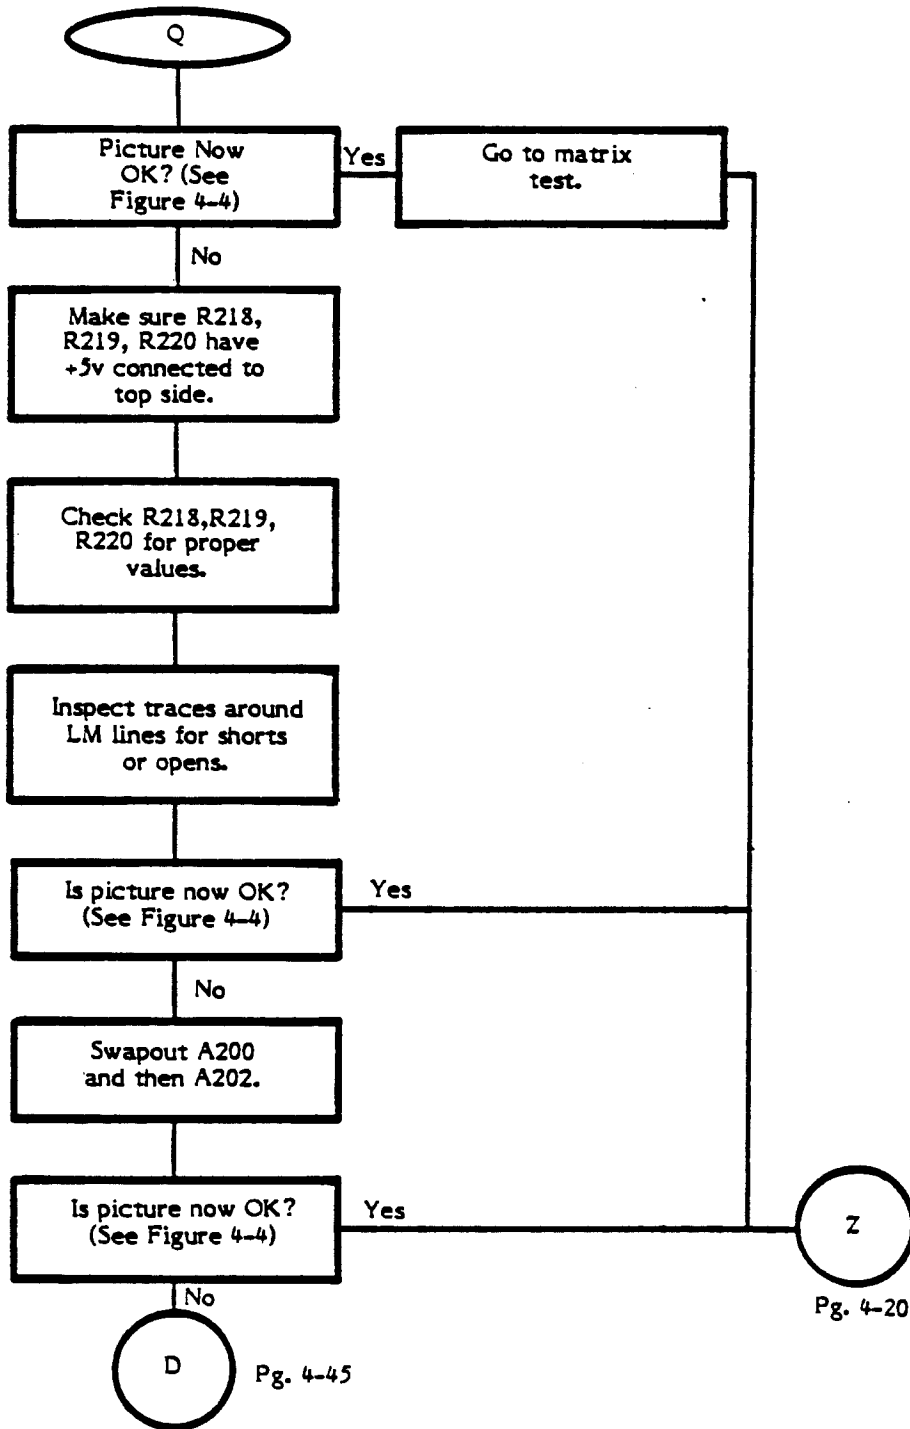 Q
Picture Now
OK? (See
Figure 4-4)
Yes
Go to matrix
test.
No
Make sure R218,
R219, R220 have
+5v connected to
top side.
Check R218,R219,
R220 for proper
values.
Inspect traces around
LM lines for shorts
or opens.
Is picture now OK?
(See Figure 4-4)
Yes
No
Swapout A200
and then A202.
Is picture now OK?
(See Figure 4-4)
Yes
Z
Pg. 4-20
No
D
Pg. 4-45